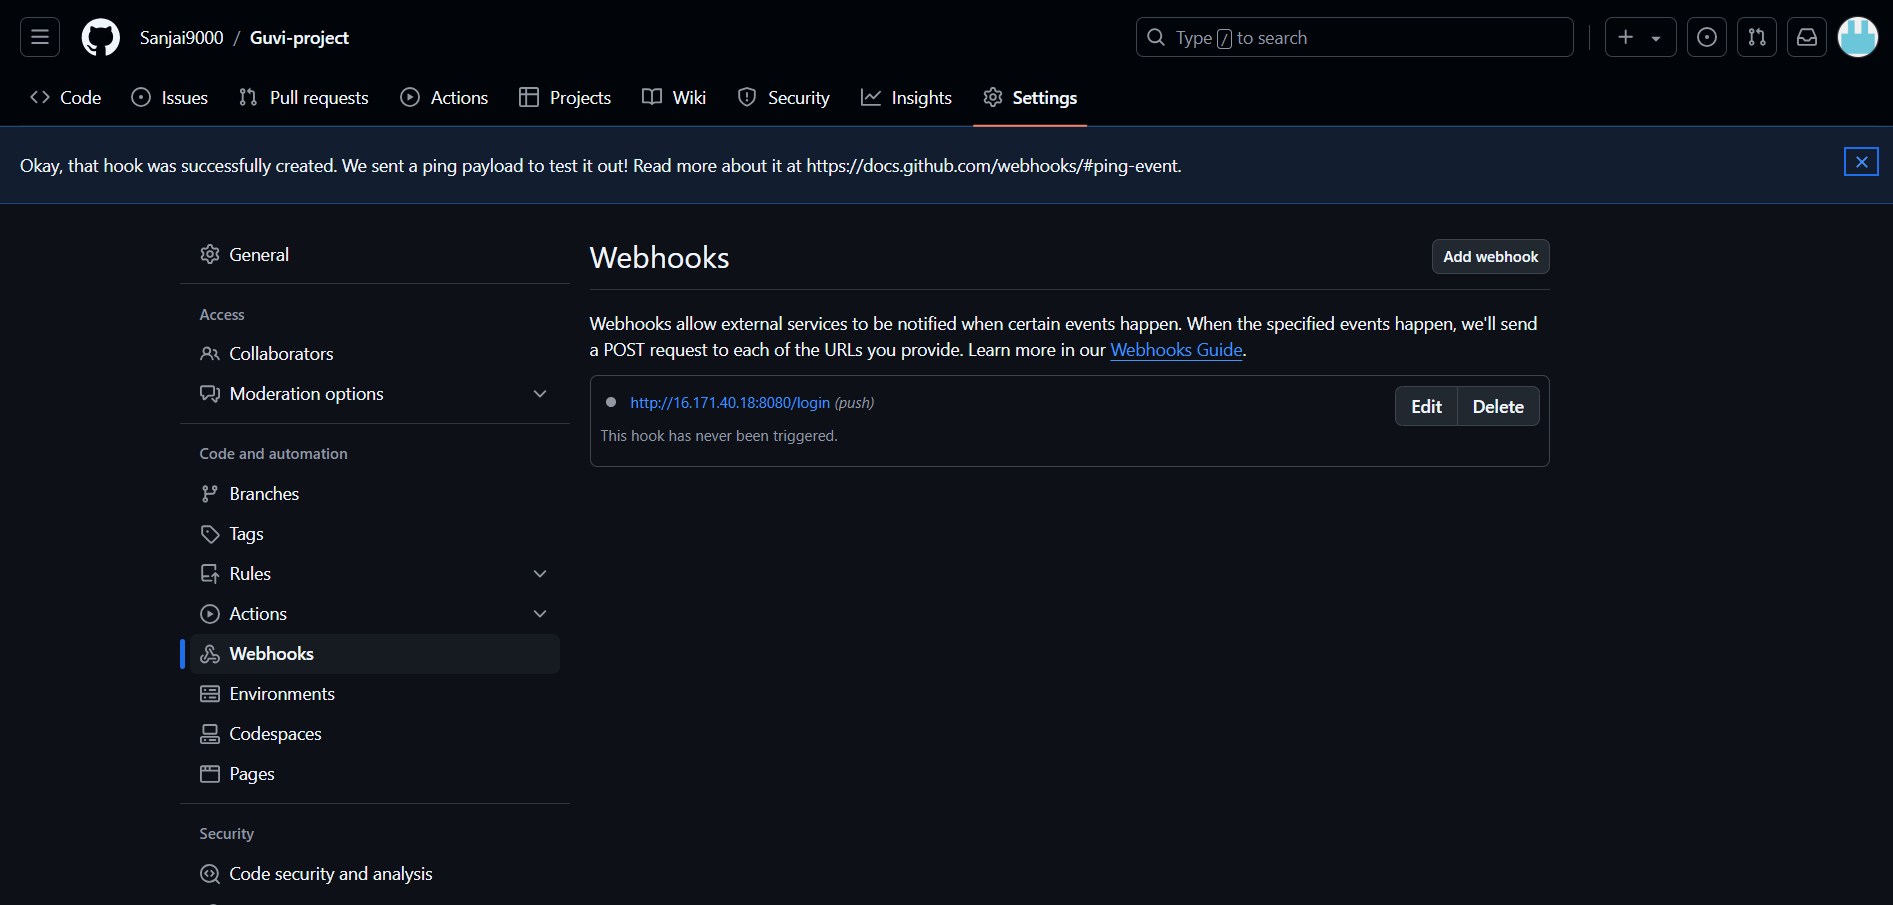 Sanjai9000 / Guvi-project
Type / to search
Code
Issues
Pull requests
Actions
Projects
Wiki
Security
Insights
Settings
Okay, that hook was successfully created. We sent a ping payload to test it out! Read more about it at https://docs.github.com/webhooks/#ping-event.
General
Access
Collaborators
Moderation options
Code and automation
Branches
Tags
Rules
Actions
Webhooks
Environments
Codespaces
Pages
Security
Code security and analysis
Webhooks
Add webhook
Webhooks allow external services to be notified when certain events happen. When the specified events happen, we'll send
a POST request to each of the URLs you provide. Learn more in our Webhooks Guide.
http://16.171.40.18:8080/login (push)
Edit
Delete
This hook has never been triggered.